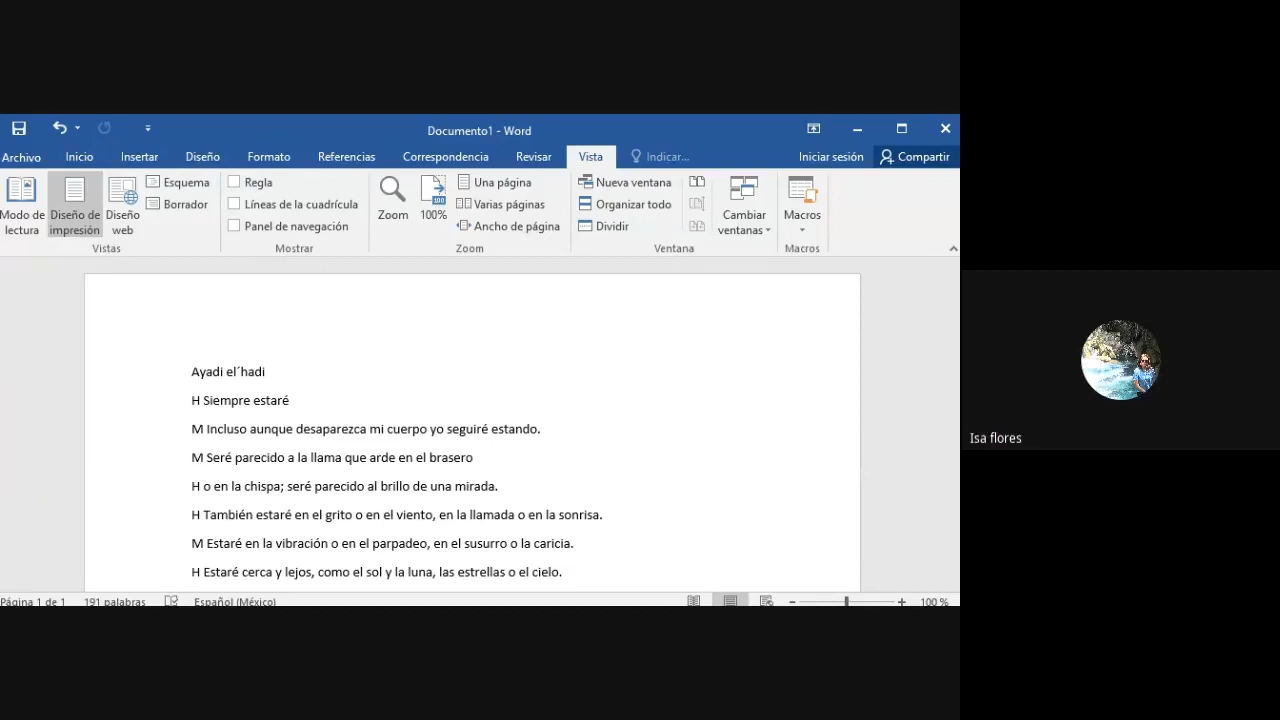 Documento1 - Word
Archivo Inicio Insertar Diseño Formato Referencias Correspondencia Revisar Vista Indicar... Iniciar sesión Compartir
Modo de lectura
Diseño de impresión
Diseño web
Esquema
Borrador
Vistas
Regla
Líneas de la cuadrícula
Panel de navegación
Mostrar
Zoom
100
100%
Una página
Varias páginas
Ancho de página
Zoom
Nueva ventana
Organizar todo
Dividir
Ventana
Cambiar ventanas
Macros
Macros
Ayadi el´hadi
H Siempre estaré
M Incluso aunque desaparezca mi cuerpo yo seguiré estando.
M Seré parecido a la llama que arde en el brasero
H o en la chispa; seré parecido al brillo de una mirada.
H También estaré en el grito o en el viento, en la llamada o en la sonrisa.
M Estaré en la vibración o en el parpadeo, en el susurro o la caricia.
H Estaré cerca y lejos, como el sol y la luna, las estrellas o el cielo.
Página 1 de 1 191 palabras Español (México) 100 %
Isa flores